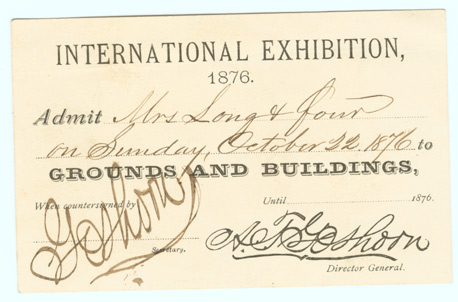 INTERNATIONAL EXHIBITION,
1876.
Admit Mrs Long & four
on Sunday, October 22. 1876 to
GROUNDS AND BUILDINGS,
When countersigned by Until 1876.
Goshorn
A. T. Goshorn
Secretary.
Director General.